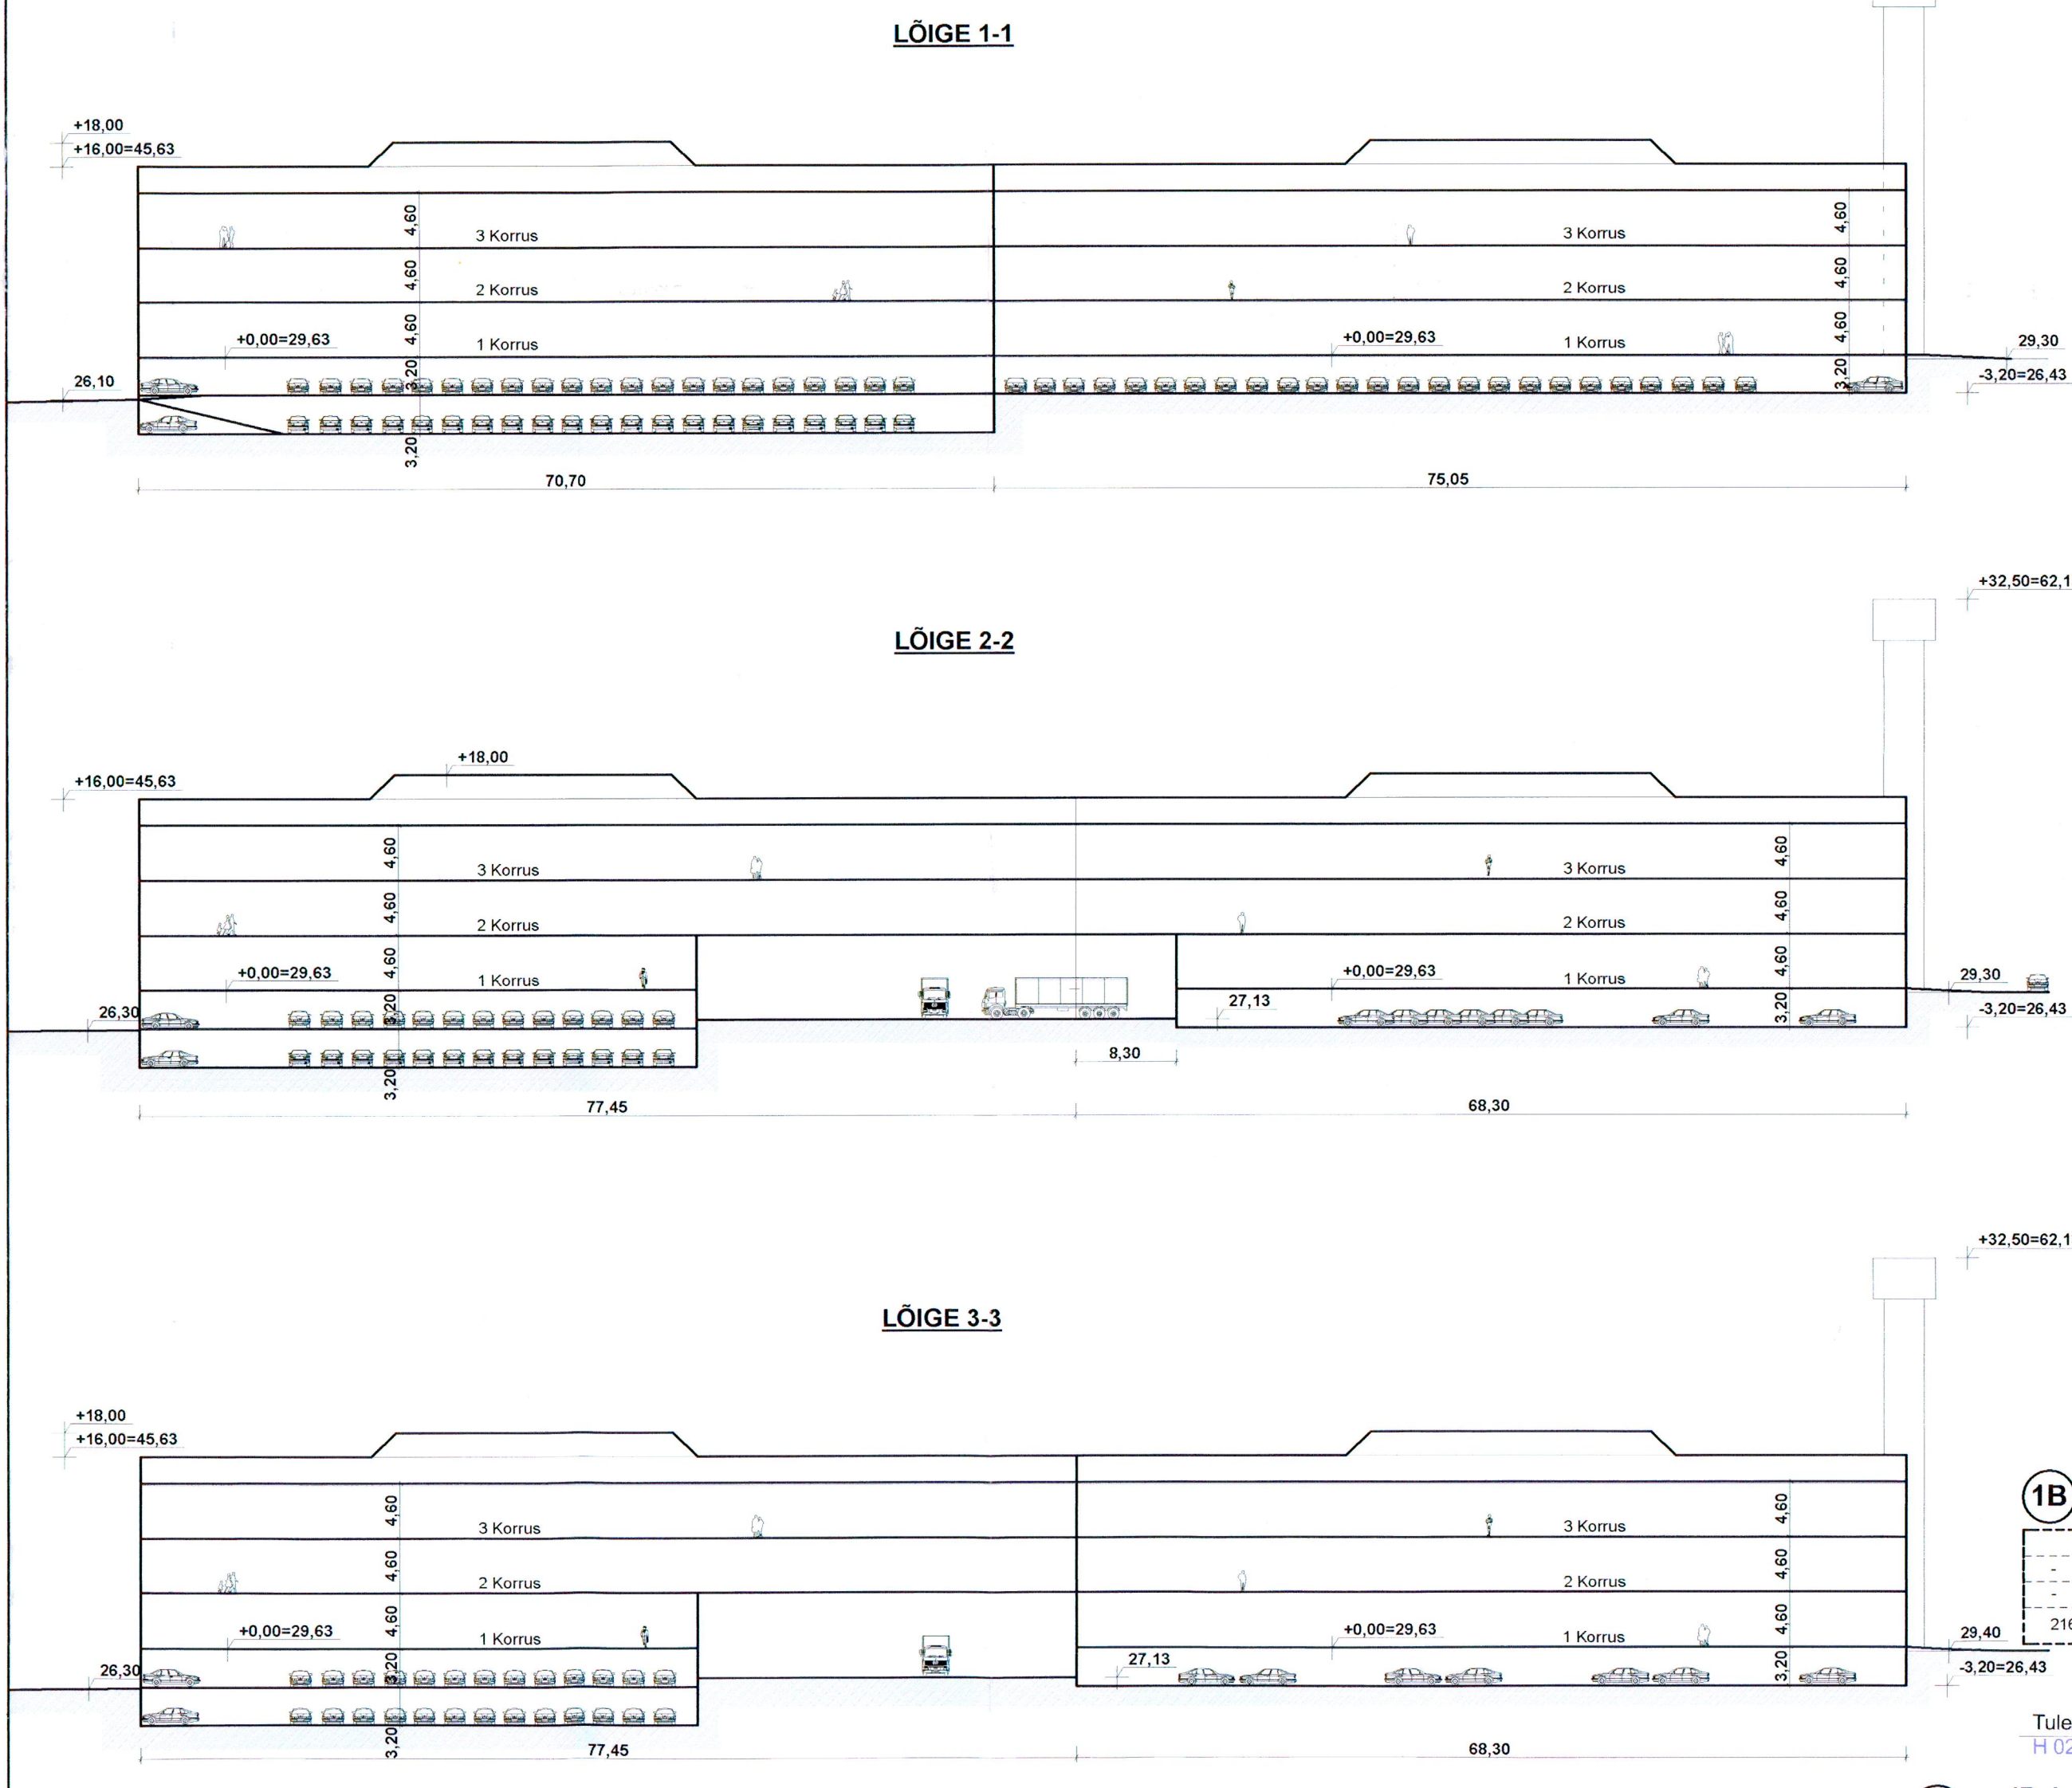 LÕIGE 1-1
+18,00
+16,00=45,63
4,60
4,60
3 Korrus
3 Korrus
4,60
4,60
2 Korrus
2 Korrus
4,60
4,60
+0,00=29,63
1 Korrus
+0,00=29,63
1 Korrus
29,30
26,10
3,20
3,20
-3,20=26,43
3,20
70,70
75,05
+32,50=62,1
LÕIGE 2-2
+18,00
+16,00=45,63
4,60
4,60
3 Korrus
3 Korrus
4,60
4,60
2 Korrus
2 Korrus
4,60
4,60
+0,00=29,63
1 Korrus
+0,00=29,63
1 Korrus
29,30
26,30
3,20
27,13
3,20
-3,20=26,43
8,30
3,20
77,45
68,30
+32,50=62,1
LÕIGE 3-3
+18,00
+16,00=45,63
4,60
4,60
1B
3 Korrus
3 Korrus
4,60
4,60
-
2 Korrus
2 Korrus
-
4,60
4,60
216
+0,00=29,63
1 Korrus
+0,00=29,63
1 Korrus
29,40
26,30
3,20
27,13
3,20
-3,20=26,43
3,20
Tule
77,45
68,30
H 02